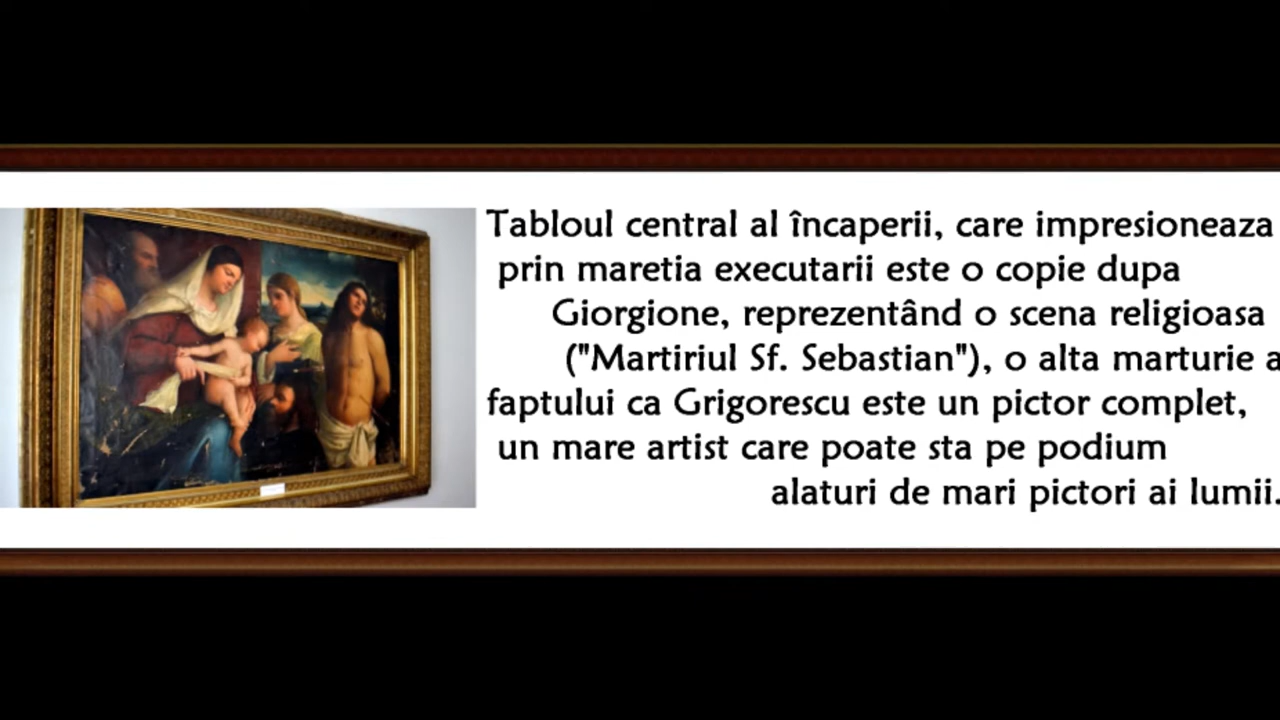 Tabloul central al încaperii, care impresioneaza
prin maretia executarii este o copie dupa
Giorgione, reprezentând o scena religioasa
("Martiriul Sf. Sebastian"), o alta marturie a
faptului ca Grigorescu este un pictor complet,
un mare artist care poate sta pe podium
alaturi de mari pictori ai lumii.